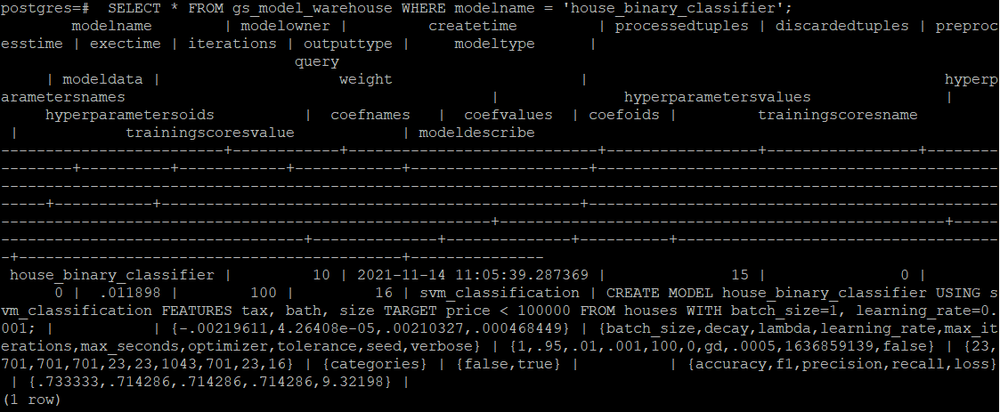 postgres=#  SELECT * FROM gs_model_warehouse WHERE modelname = 'house_binary_classifier';
        modelname        | modelowner |         createtime         | processedtuples | discardedtuples | preproc
esstime | exectime | iterations | outputtype |     modeltype      |
                                 query
     | modeldata |                    weight                     |                                        hyperp
arametersnames                                         |              hyperparametersvalues               |
     hyperparametersoids          |  coefnames   |  coefvalues  | coefoids |         trainingscoresname
 |            trainingscoresvalue            | modeldescribe
-------------------------+------------+----------------------------+-----------------+-----------------+--------
--------+----------+------------+------------+--------------------+---------------------------------------------
----------------------------------------------------------------------------------------------------------------
-----+-----------+-----------------------------------------------+----------------------------------------------
-------------------------------------------------------+--------------------------------------------------+-----
----------------------------------+--------------+--------------+----------+------------------------------------
-+-------------------------------------------+---------------
 house_binary_classifier |         10 | 2021-11-14 11:05:39.287369 |              15 |               0 |
      0 |  .011898 |        100 |         16 | svm_classification | CREATE MODEL house_binary_classifier USING s
vm_classification FEATURES tax, bath, size TARGET price < 100000 FROM houses WITH batch_size=1, learning_rate=0.
001; |           | {-.00219611,4.26408e-05,.00210327,.000468449} | {batch_size,decay,lambda,learning_rate,max_it
erations,max_seconds,optimizer,tolerance,seed,verbose} | {1,.95,.01,.001,100,0,gd,.0005,1636859139,false} | {23,
701,701,701,23,23,1043,701,23,16} | {categories} | {false,true} |          | {accuracy,f1,precision,recall,loss}
 | {.733333,.714286,.714286,.714286,9.32198} |
(1 row)